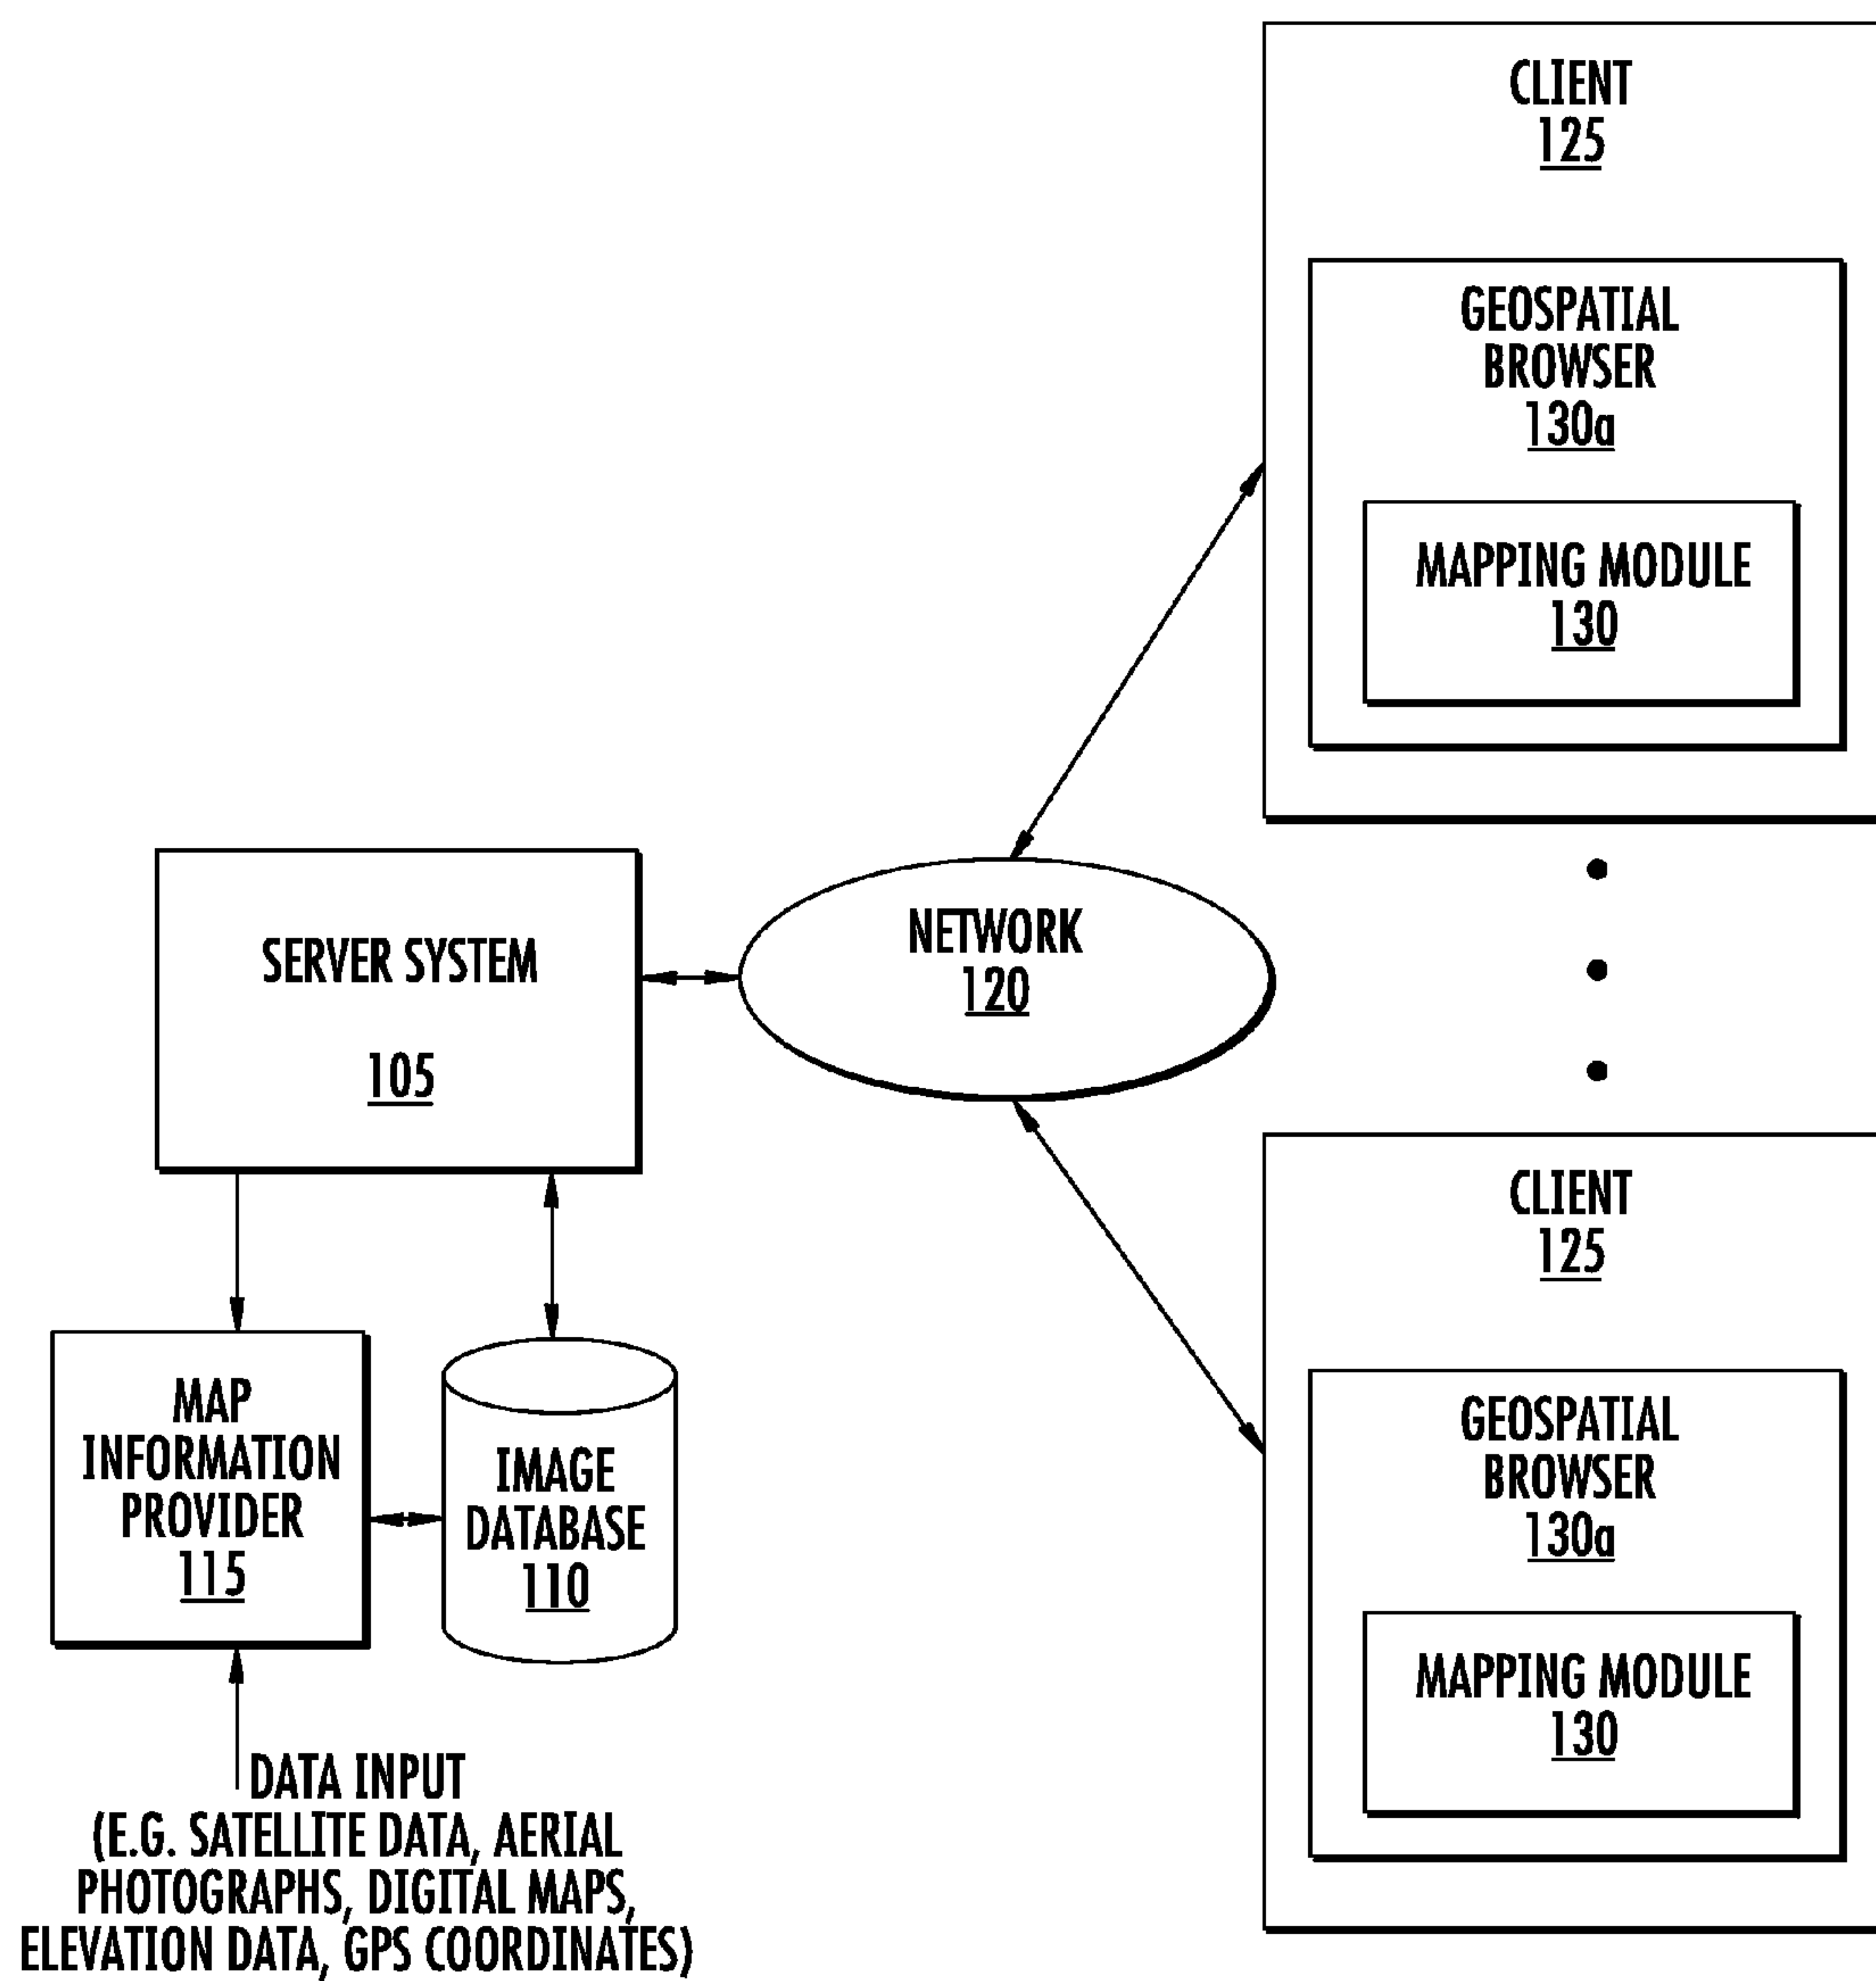 CLIENT
125
GEOSPATIAL
BROWSER
130a
MAPPING MODULE
130
SERVER SYSTEM
105
NETWORK
120
CLIENT
125
GEOSPATIAL
BROWSER
130a
MAPPING MODULE
130
MAP
INFORMATION
PROVIDER
115
IMAGE
DATABASE
110
DATA INPUT
(E.G. SATELLITE DATA, AERIAL
PHOTOGRAPHS, DIGITAL MAPS,
ELEVATION DATA, GPS COORDINATES)